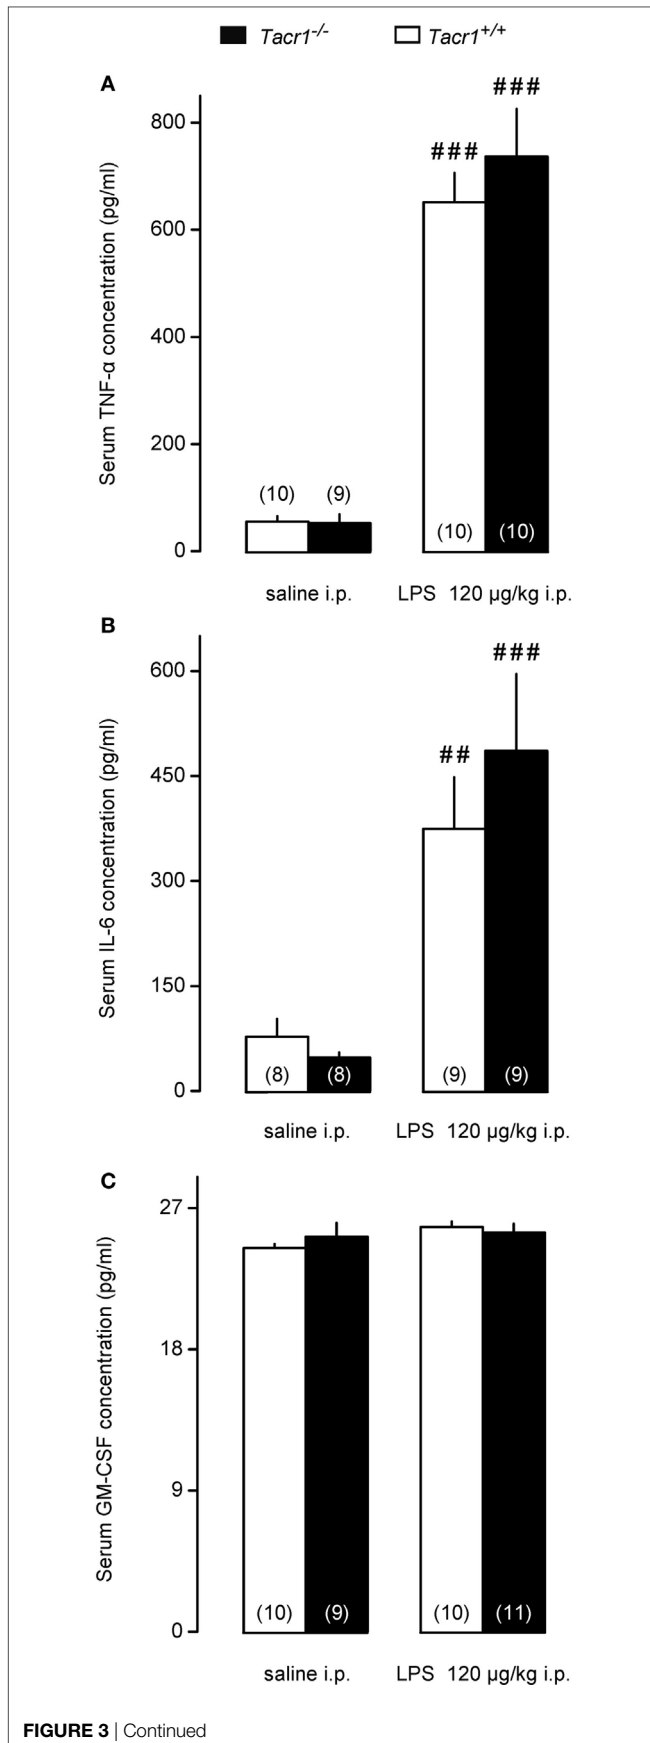 Tacr1-/- Tacr1+/+
A
###
###
800
600
400
200
0
Serum TNF-α concentration (pg/ml)
(10) (9)
(10) (10)
saline i.p. LPS 120 µg/kg i.p.
B
###
##
600
450
300
150
0
Serum IL-6 concentration (pg/ml)
(8) (8) (9) (9)
saline i.p. LPS 120 µg/kg i.p.
C
27
18
9
0
Serum GM-CSF concentration (pg/ml)
(10) (9) (10) (11)
saline i.p. LPS 120 µg/kg i.p.
FIGURE 3 | Continued